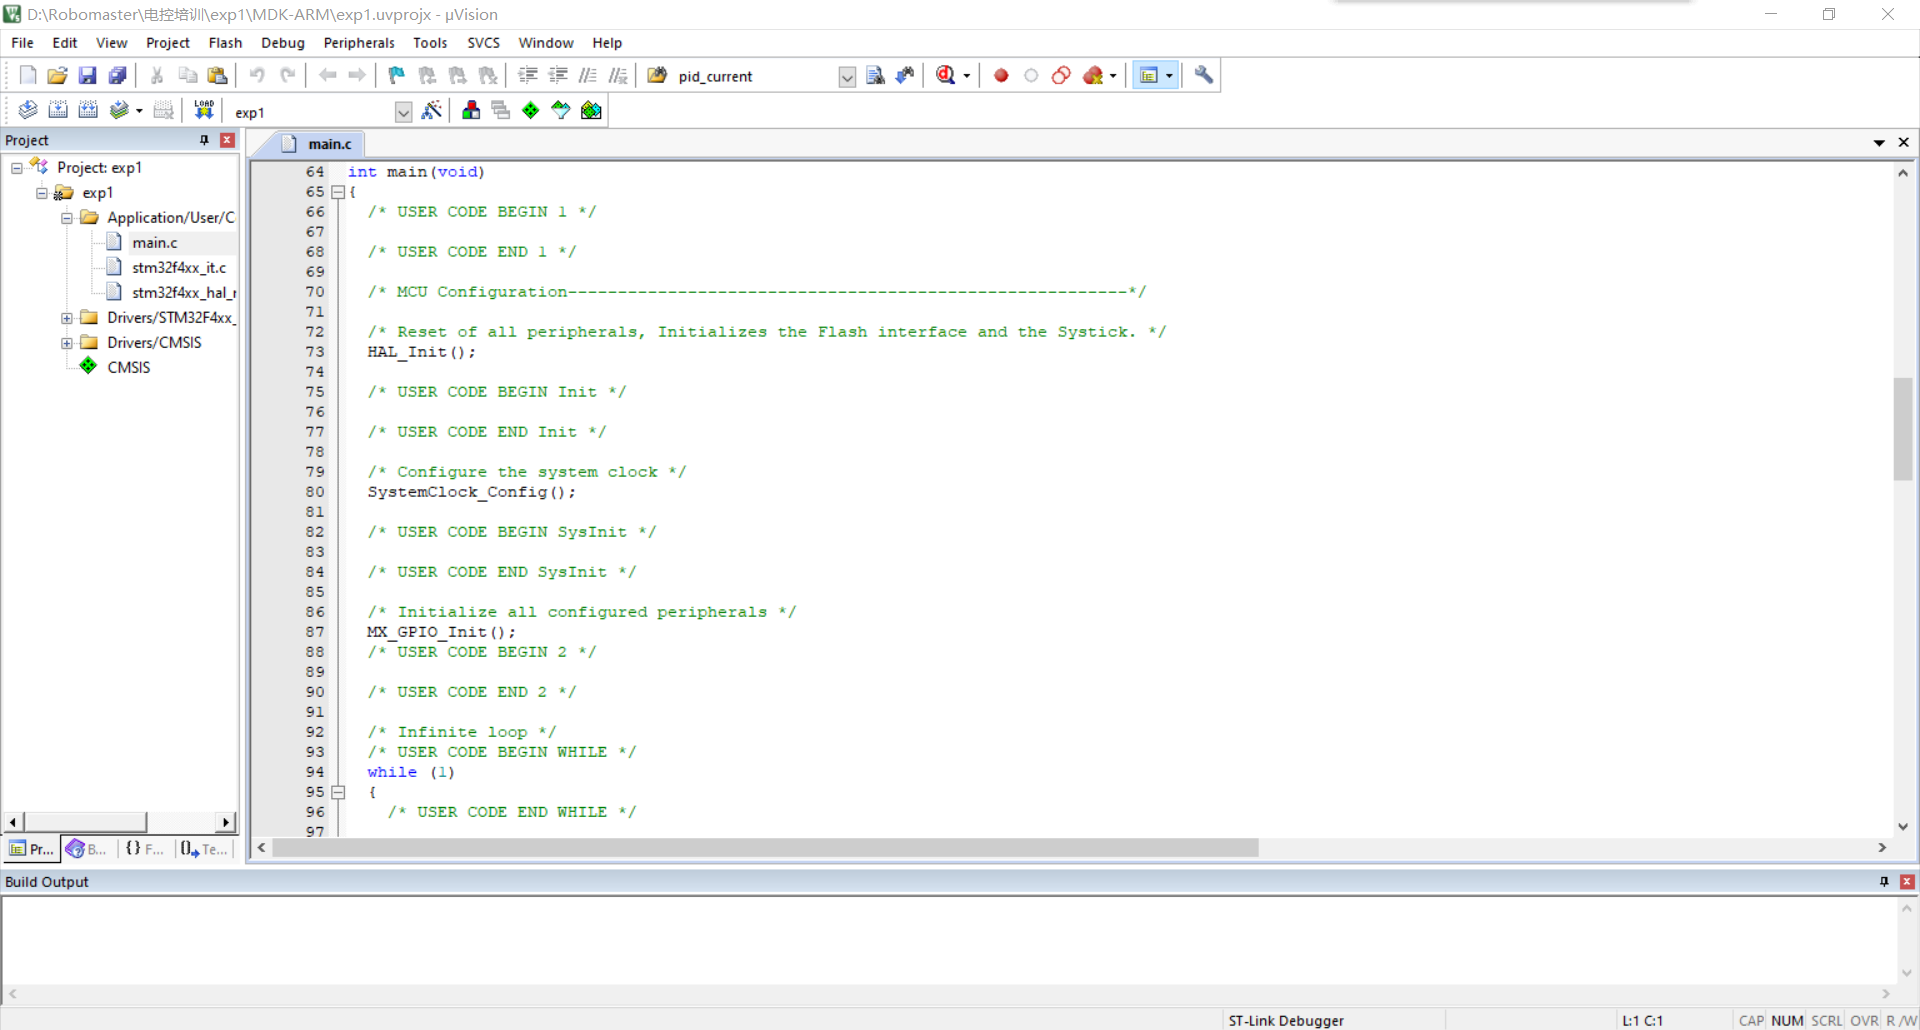 D:\Robomaster\电控培训\exp1\MDK-ARM\exp1.uvprojx - µVision
File Edit View Project Flash Debug Peripherals Tools SVCS Window Help
pid_current
LOAD exp1
Project
Project: exp1
exp1
Application/User/C
main.c
stm32f4xx_it.c
stm32f4xx_hal_r
Drivers/STM32F4xx_
Drivers/CMSIS
CMSIS
Pr... B... {} F... Te...
main.c
64 int main(void)
65 {
66 /* USER CODE BEGIN 1 */
67
68 /* USER CODE END 1 */
69
70 /* MCU Configuration--------------------------------------------------------*/
71
72 /* Reset of all peripherals, Initializes the Flash interface and the Systick. */
73 HAL_Init();
74
75 /* USER CODE BEGIN Init */
76
77 /* USER CODE END Init */
78
79 /* Configure the system clock */
80 SystemClock_Config();
81
82 /* USER CODE BEGIN SysInit */
83
84 /* USER CODE END SysInit */
85
86 /* Initialize all configured peripherals */
87 MX_GPIO_Init();
88 /* USER CODE BEGIN 2 */
89
90 /* USER CODE END 2 */
91
92 /* Infinite loop */
93 /* USER CODE BEGIN WHILE */
94 while (1)
95 {
96 /* USER CODE END WHILE */
97
Build Output
ST-Link Debugger L:1 C:1 CAP NUM SCRL OVR R/W